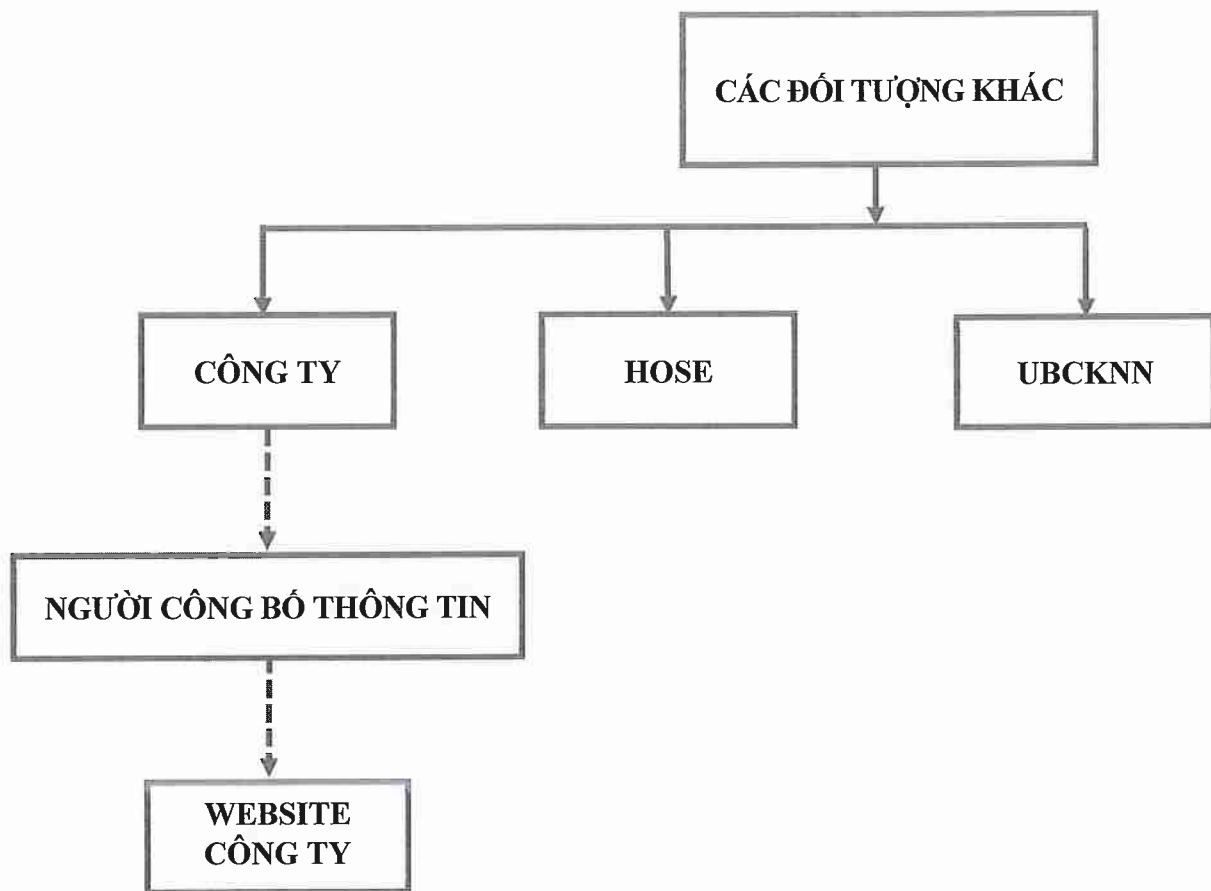 CÁC ĐỐI TƯỢNG KHÁC
CÔNG TY
HOSE
UBCKNN
NGƯỜI CÔNG BỐ THÔNG TIN
WEBSITE
CÔNG TY